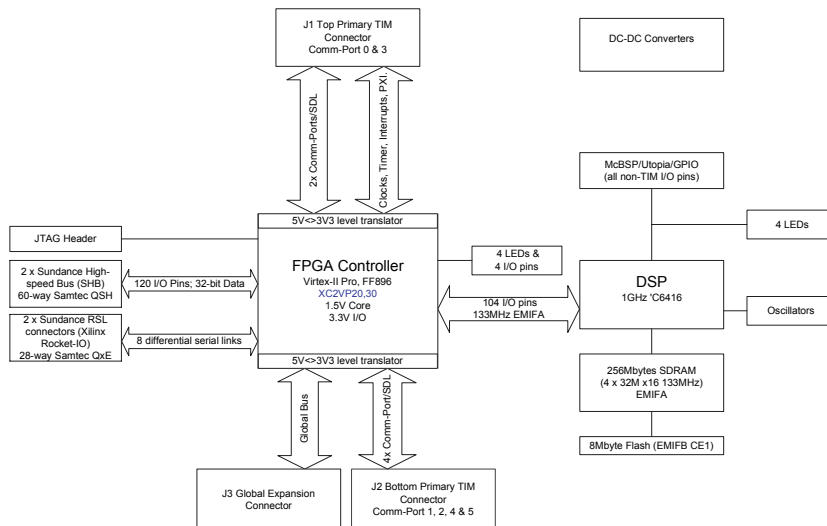 J1 Top Primary TIM
Connector
Comm-Port 0 & 3
DC-DC Converters
2x Comm-Ports/SDL
Clocks, Timer, Interrupts, PXI.
McBSP/Utopia/GPIO
(all non-TIM I/O pins)
5V<>3V3 level translator
4 LEDs
JTAG Header
4 LEDs &
4 I/O pins
FPGA Controller
Virtex-II Pro, FF896
XC2VP20,30
1.5V Core
3.3V I/O
2 x Sundance High-
speed Bus (SHB)
60-way Samtec QSH
120 I/O Pins; 32-bit Data
104 I/O pins
133MHz EMIFA
DSP
1GHz 'C6416
Oscillators
2 x Sundance RSL
connectors (Xilinx
Rocket-IO)
28-way Samtec QxE
8 differential serial links
5V<>3V3 level translator
256Mbytes SDRAM
(4 x 32M x16 133MHz)
EMIFA
Global Bus
4x Comm-Port/SDL
8Mbyte Flash (EMIFB CE1)
J3 Global Expansion
Connector
J2 Bottom Primary TIM
Connector
Comm-Port 1, 2, 4 & 5